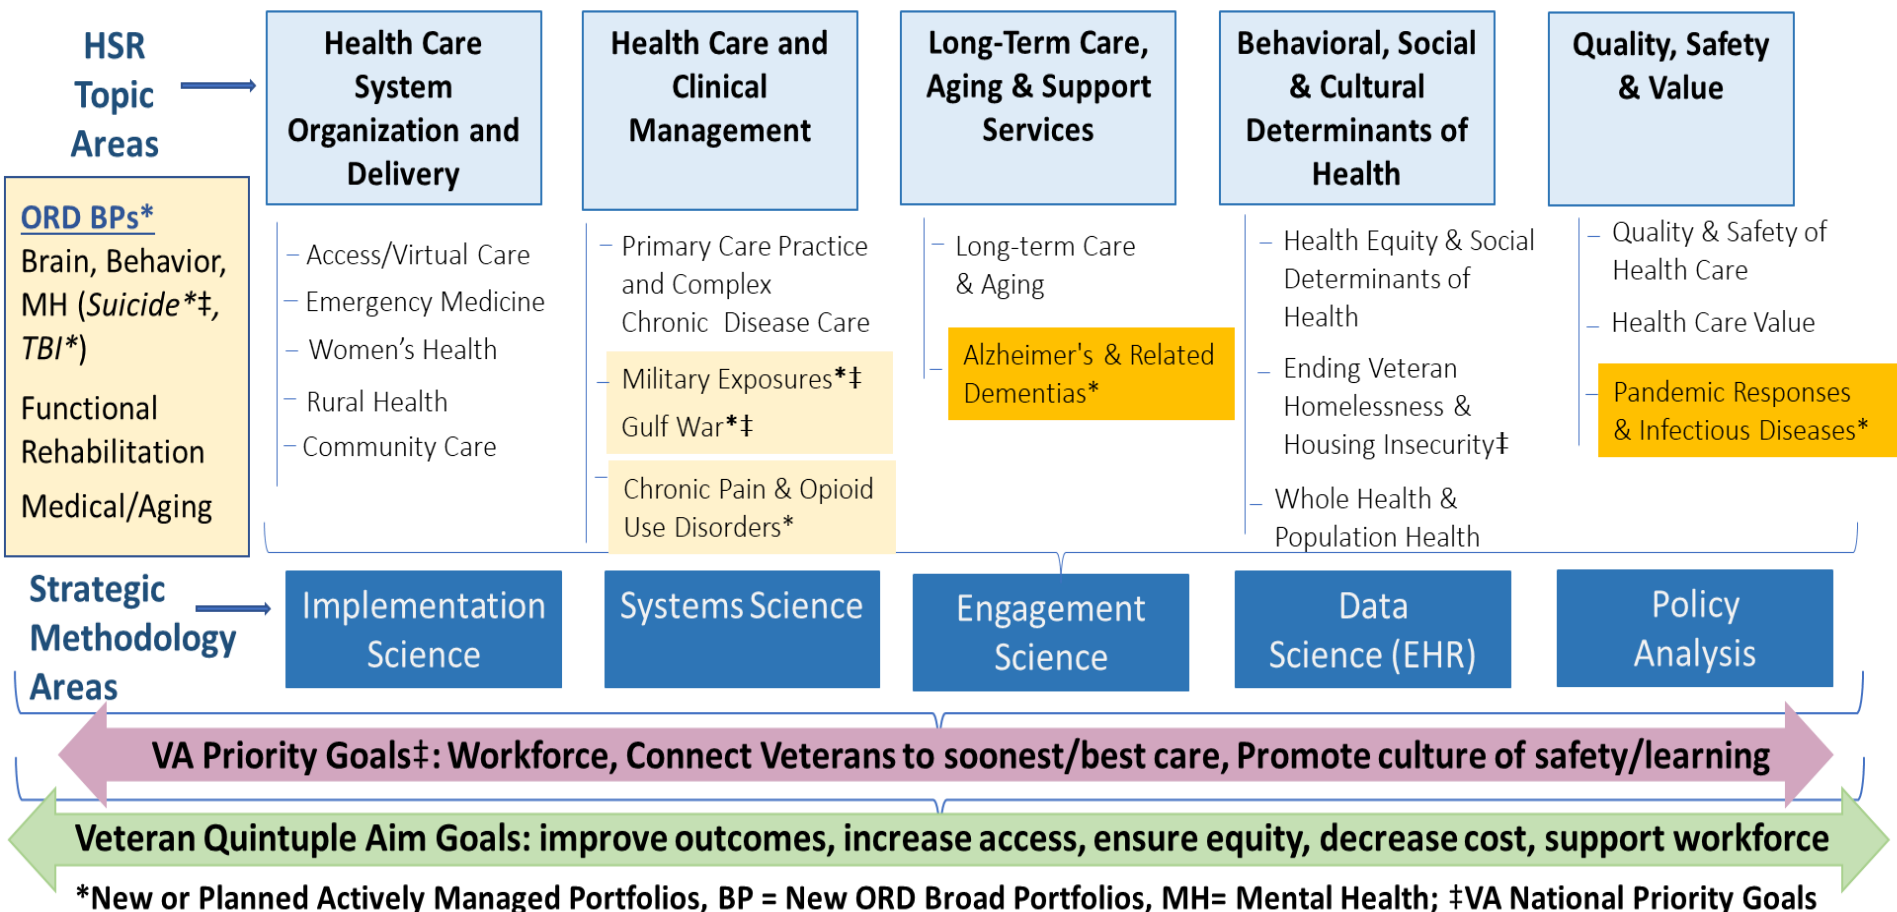 HSR
Topic
Areas
Health Care
System
Organization and
Delivery
Health Care and
Clinical
Management
Long-Term Care,
Aging & Support
Services
Behavioral, Social
& Cultural
Determinants of
Health
Quality, Safety
& Value
ORD BPs*
Brain, Behavior,
MH (Suicide*‡,
TBI*)
Functional
Rehabilitation
Medical/Aging
– Access/Virtual Care
– Emergency Medicine
– Women's Health
– Rural Health
– Community Care
– Primary Care Practice
and Complex
Chronic Disease Care
– Military Exposures*‡
Gulf War*‡
– Chronic Pain & Opioid
Use Disorders*
– Long-term Care
& Aging
– Alzheimer's & Related
Dementias*
– Health Equity & Social
Determinants of
Health
– Ending Veteran
Homelessness &
Housing Insecurity‡
– Whole Health &
Population Health
– Quality & Safety of
Health Care
– Health Care Value
– Pandemic Responses
& Infectious Diseases*
Strategic
Methodology
Areas
Implementation
Science
Systems Science
Engagement
Science
Data
Science (EHR)
Policy
Analysis
VA Priority Goals‡: Workforce, Connect Veterans to soonest/best care, Promote culture of safety/learning
Veteran Quintuple Aim Goals: improve outcomes, increase access, ensure equity, decrease cost, support workforce
*New or Planned Actively Managed Portfolios, BP = New ORD Broad Portfolios, MH= Mental Health; ‡VA National Priority Goals